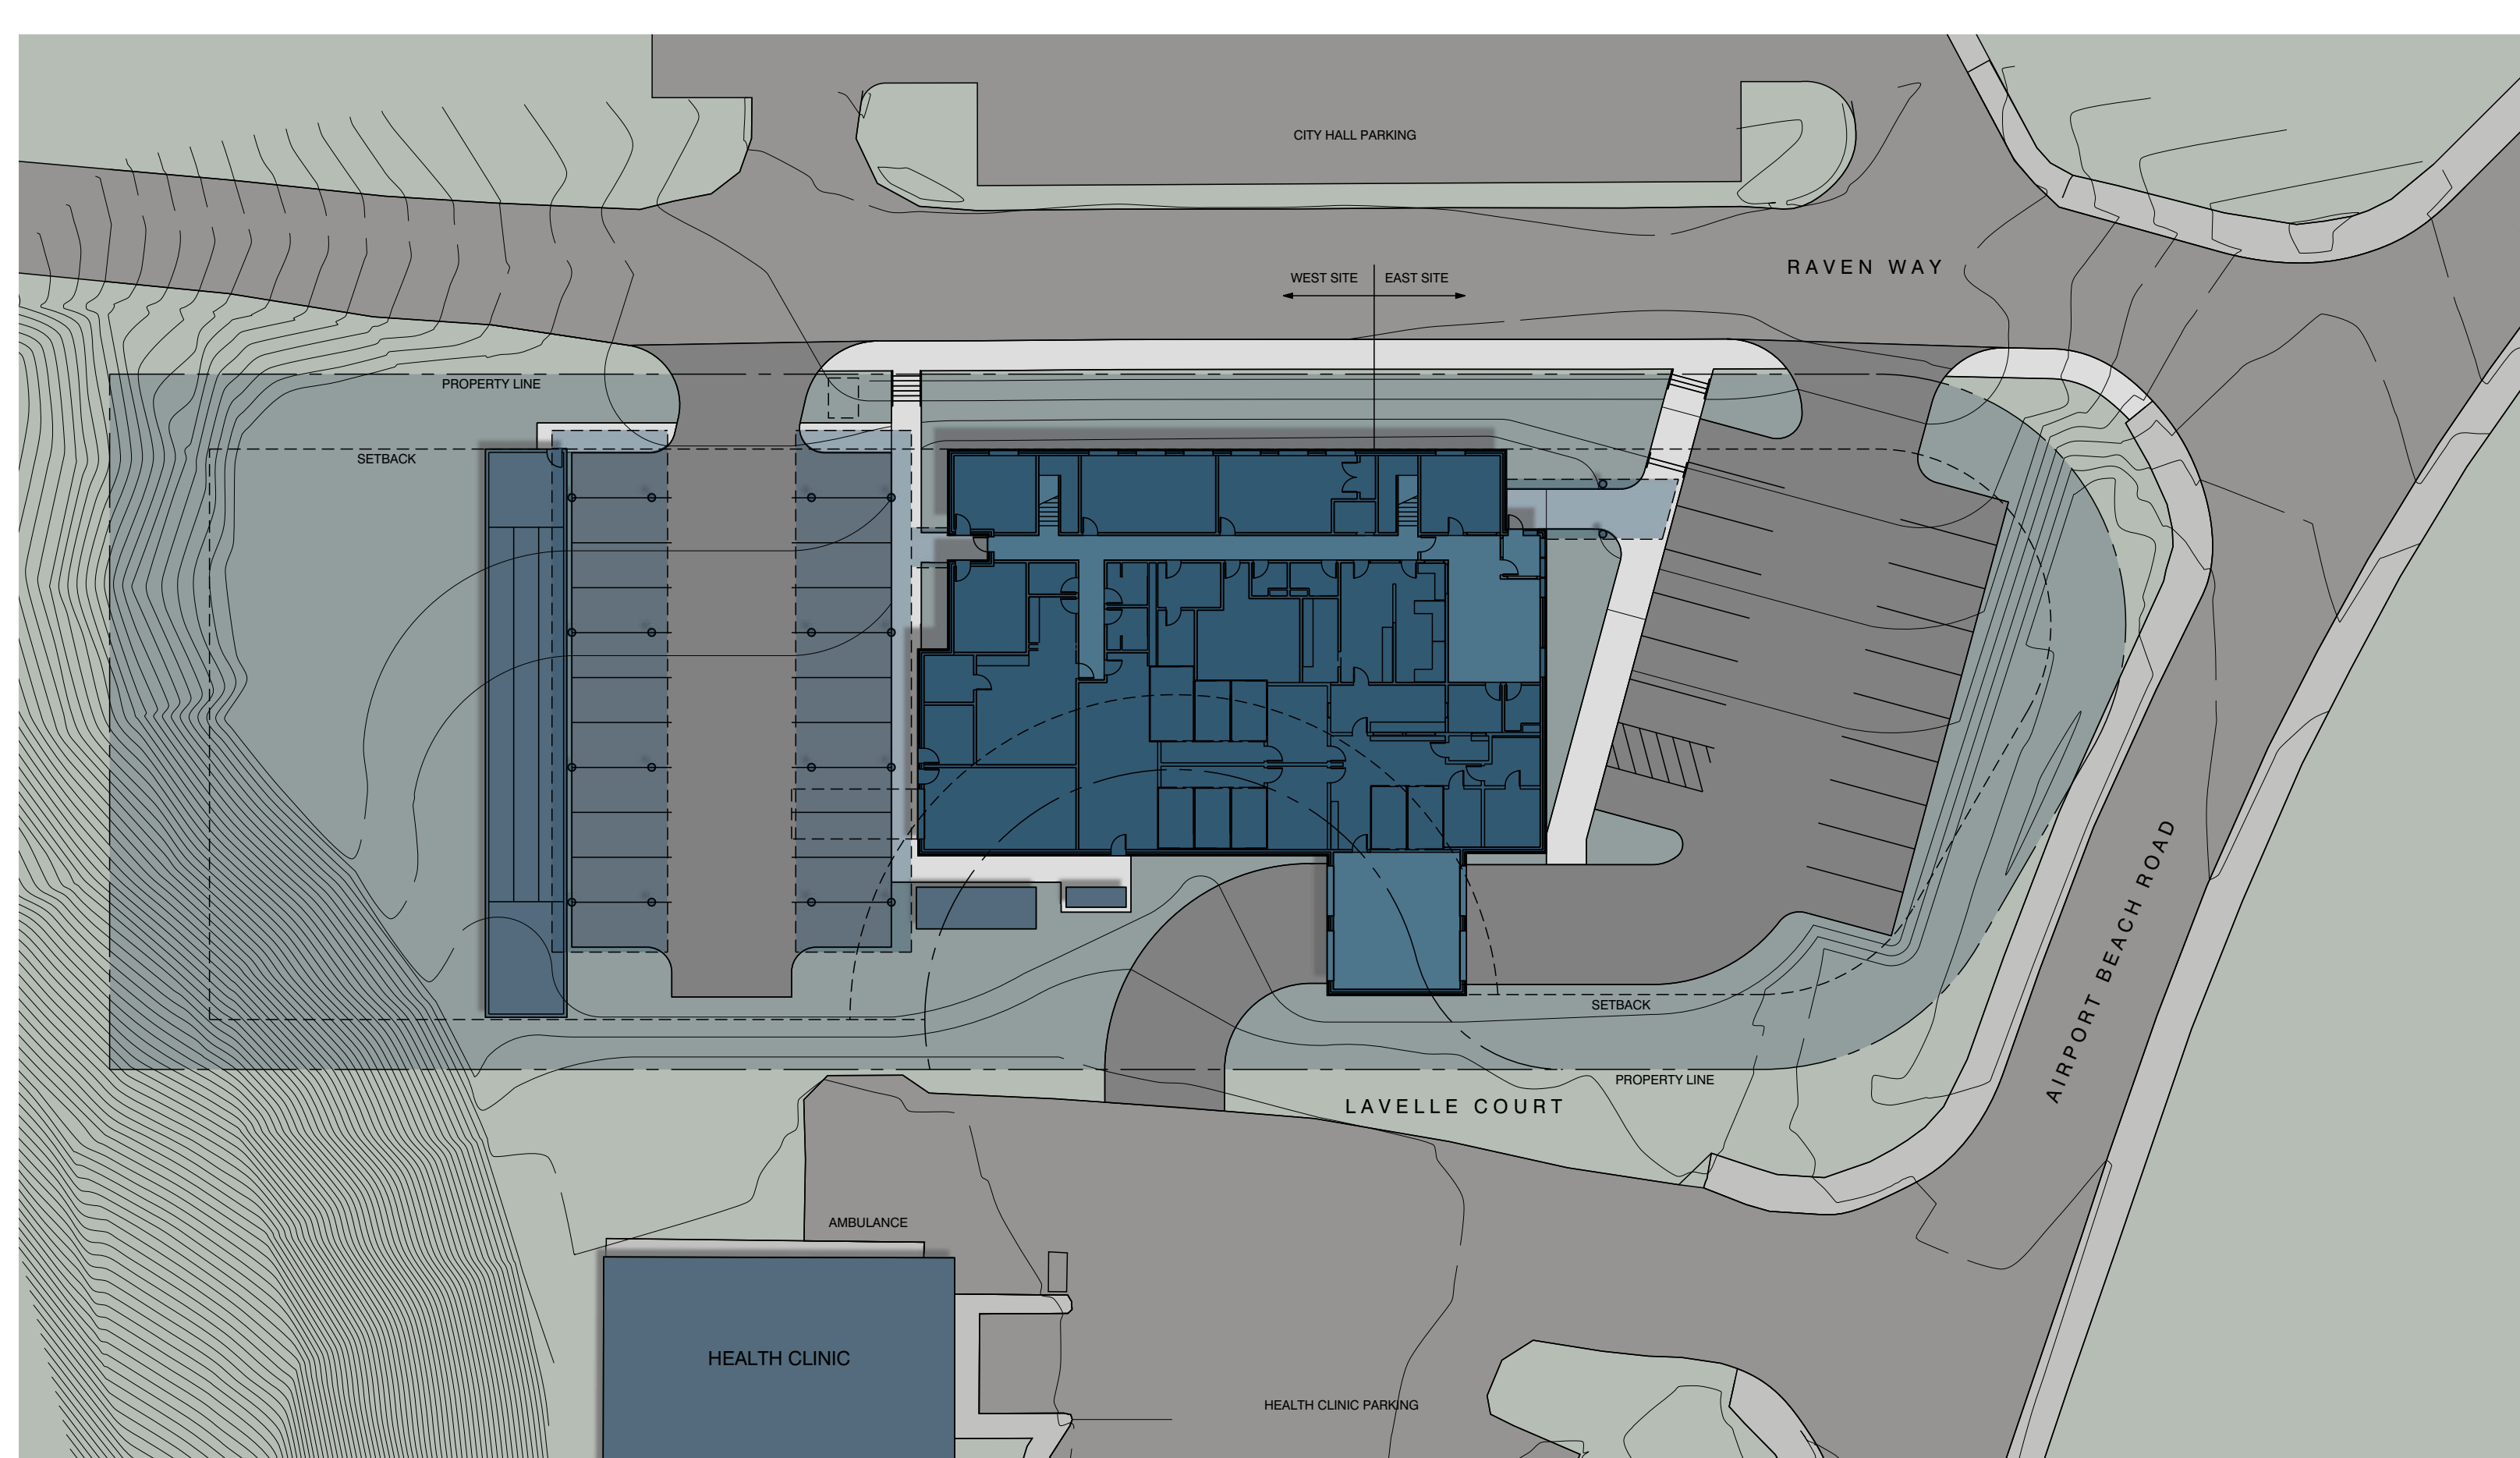 CITY HALL PARKING
RAVEN WAY
WEST SITE
EAST SITE
PROPERTY LINE
SETBACK
AIRPORT BEACH ROAD
SETBACK
PROPERTY LINE
LAVELLE COURT
AMBULANCE
HEALTH CLINIC
HEALTH CLINIC PARKING